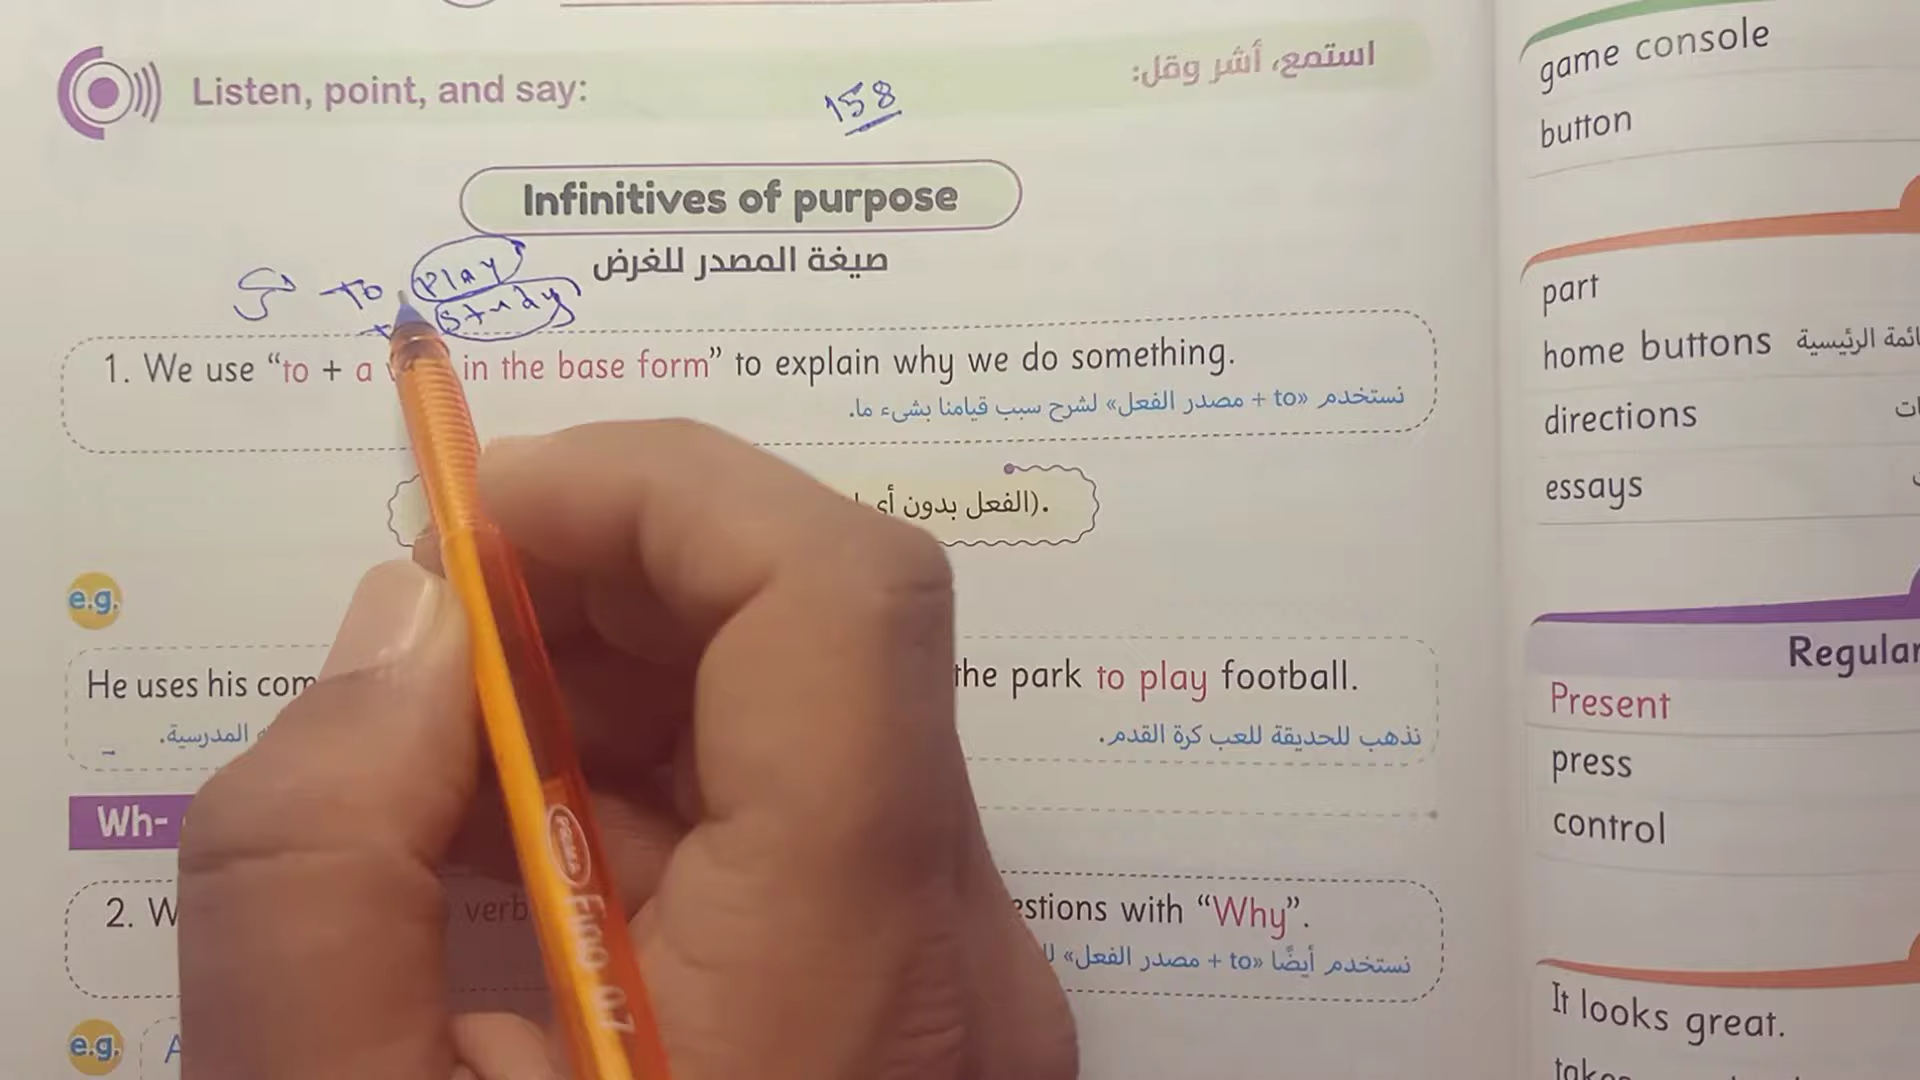 Listen, point, and say:
استمع، أشر وقل:
158
Infinitives of purpose
صيغة المصدر للغرض
To play
study
1. We use “to + a in the base form” to explain why we do something.
نستخدم «to + مصدر الفعل» لشرح سبب قيامنا بشيء ما.
(الفعل بدون أي
e.g.
He uses his com
المدرسية.
the park to play football.
نذهب للحديقة للعب كرة القدم.
Wh-
2. W verb estions with “Why”.
نستخدم أيضًا «to + مصدر الفعل»
e.g. A
game console
button
part
home buttons
directions
essays
Regular
Present
press
control
It looks great.